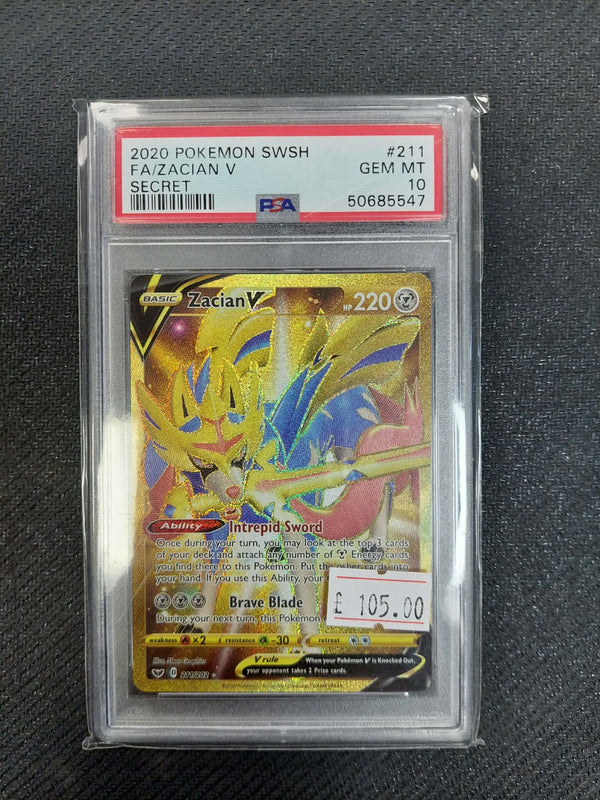 2020 POKEMON SWSH #211
FA/ZACIAN V GEM MT
SECRET 10
PSA 50685547
BASIC Zacian V HP 220
Ability Intrepid Sword
Once during your turn, you may look at the top 3 cards
of your deck and attach any number of Energy cards
you find there to this Pokémon. Put the other cards into
your hand. If you use this Ability, your
£ 105.00
Brave Blade
During your next turn, this Pokémon
weakness ×2 resistance -30 retreat
V rule When your Pokémon V is Knocked Out,
your opponent takes 2 Prize cards.
211/202